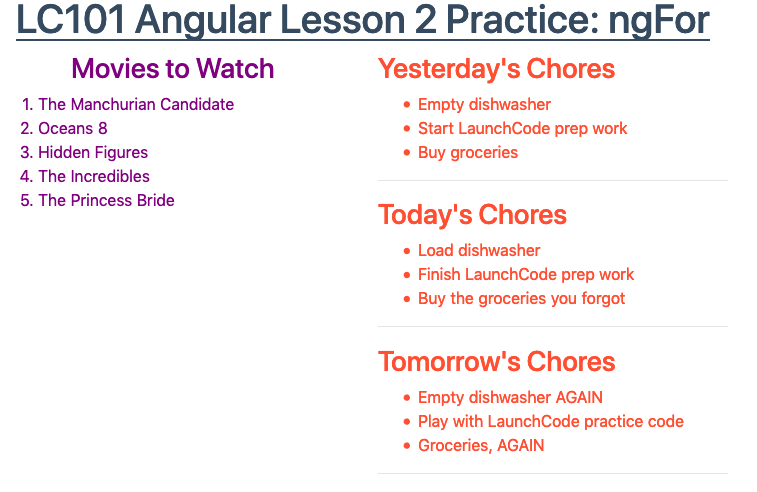 LC101 Angular Lesson 2 Practice: ngFor
Movies to Watch
1. The Manchurian Candidate
2. Oceans 8
3. Hidden Figures
4. The Incredibles
5. The Princess Bride
Yesterday's Chores
• Empty dishwasher
• Start LaunchCode prep work
• Buy groceries
Today's Chores
• Load dishwasher
• Finish LaunchCode prep work
• Buy the groceries you forgot
Tomorrow's Chores
• Empty dishwasher AGAIN
• Play with LaunchCode practice code
• Groceries, AGAIN